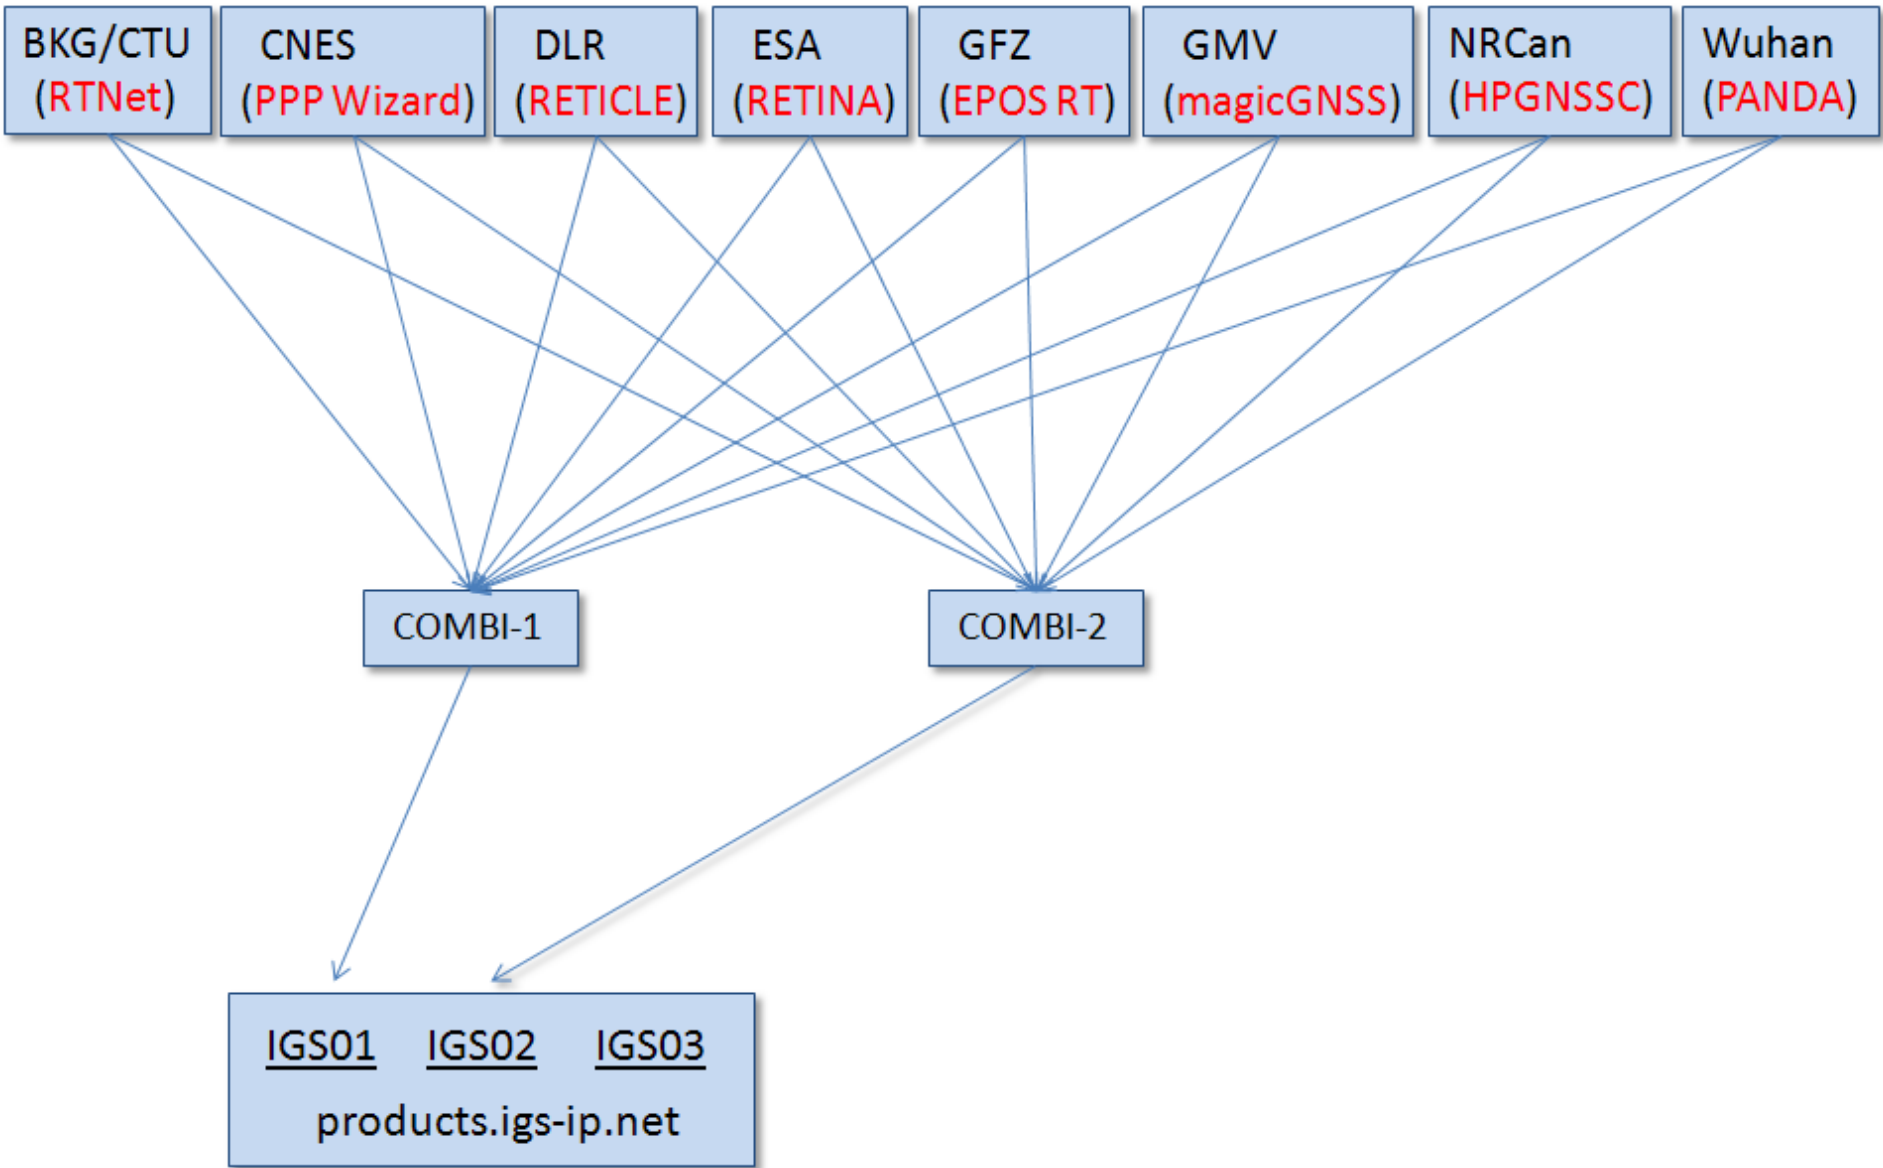 BKG/CTU
(RTNet)
CNES
(PPP Wizard)
DLR
(RETICLE)
ESA
(RETINA)
GFZ
(EPOS RT)
GMV
(magicGNSS)
NRCan
(HPGNSSC)
Wuhan
(PANDA)
COMBI-1
COMBI-2
IGS01 IGS02 IGS03
products.igs-ip.net